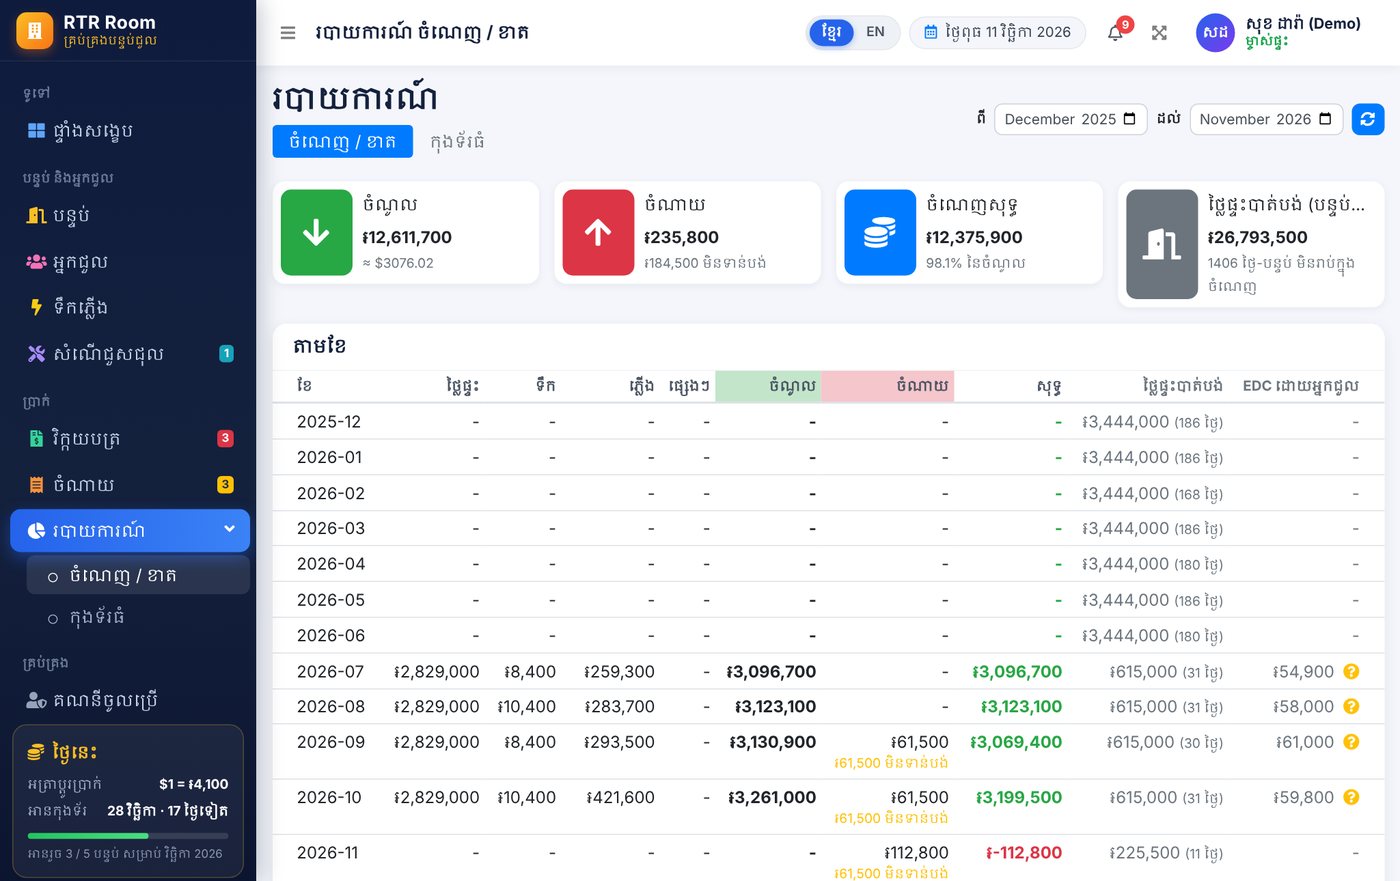 RTR Room
គ្រប់គ្រងបន្ទប់ជួល
ទូទៅ
ផ្ទាំងសង្ខេប
បន្ទប់ និងអ្នកជួល
បន្ទប់
អ្នកជួល
ទឹកភ្លើង
សំណើជួសជុល 1
ប្រាក់
វិក្កយបត្រ 3
ចំណាយ 3
របាយការណ៍
ចំណេញ / ខាត
កុងទ័រធំ
គ្រប់គ្រង
គណនីចូលប្រើ
ថ្ងៃនេះ
អត្រាប្តូរប្រាក់ $1 = ៛4,100
អានកុងទ័រ 28 វិច្ឆិកា · 17 ថ្ងៃទៀត
អានរួច 3 / 5 បន្ទប់ សម្រាប់ វិច្ឆិកា 2026
របាយការណ៍ ចំណេញ / ខាត
ខ្មែរ EN
ថ្ងៃពុធ 11 វិច្ឆិកា 2026
9
សដ
សុខ ដារ៉ា (Demo)
ម្ចាស់ផ្ទះ
របាយការណ៍
ចំណេញ / ខាត កុងទ័រធំ
ពី December 2025 ដល់ November 2026
ចំណូល
៛12,611,700
≈ $3076.02
ចំណាយ
៛235,800
៛184,500 មិនទាន់បង់
ចំណេញសុទ្ធ
៛12,375,900
98.1% នៃចំណូល
ថ្លៃផ្ទះបាត់បង់ (បន្ទប់...
៛26,793,500
1406 ថ្ងៃ-បន្ទប់ មិនរាប់ក្នុង
ចំណេញ
តាមខែ
ខែ ថ្លៃផ្ទះ ទឹក ភ្លើង ផ្សេងៗ ចំណូល ចំណាយ សុទ្ធ ថ្លៃផ្ទះបាត់បង់ EDC ដោយអ្នកជួល
2025-12 - - - - - - - ៛3,444,000 (186 ថ្ងៃ) -
2026-01 - - - - - - - ៛3,444,000 (186 ថ្ងៃ) -
2026-02 - - - - - - - ៛3,444,000 (168 ថ្ងៃ) -
2026-03 - - - - - - - ៛3,444,000 (186 ថ្ងៃ) -
2026-04 - - - - - - - ៛3,444,000 (180 ថ្ងៃ) -
2026-05 - - - - - - - ៛3,444,000 (186 ថ្ងៃ) -
2026-06 - - - - - - - ៛3,444,000 (180 ថ្ងៃ) -
2026-07 ៛2,829,000 ៛8,400 ៛259,300 - ៛3,096,700 - ៛3,096,700 ៛615,000 (31 ថ្ងៃ) ៛54,900
2026-08 ៛2,829,000 ៛10,400 ៛283,700 - ៛3,123,100 - ៛3,123,100 ៛615,000 (31 ថ្ងៃ) ៛58,000
2026-09 ៛2,829,000 ៛8,400 ៛293,500 - ៛3,130,900 ៛61,500 ៛3,069,400 ៛615,000 (30 ថ្ងៃ) ៛61,000
៛61,500 មិនទាន់បង់
2026-10 ៛2,829,000 ៛10,400 ៛421,600 - ៛3,261,000 ៛61,500 ៛3,199,500 ៛615,000 (31 ថ្ងៃ) ៛59,800
៛61,500 មិនទាន់បង់
2026-11 - - - - - ៛112,800 ៛-112,800 ៛225,500 (11 ថ្ងៃ) -
៛61,500 មិនទាន់បង់